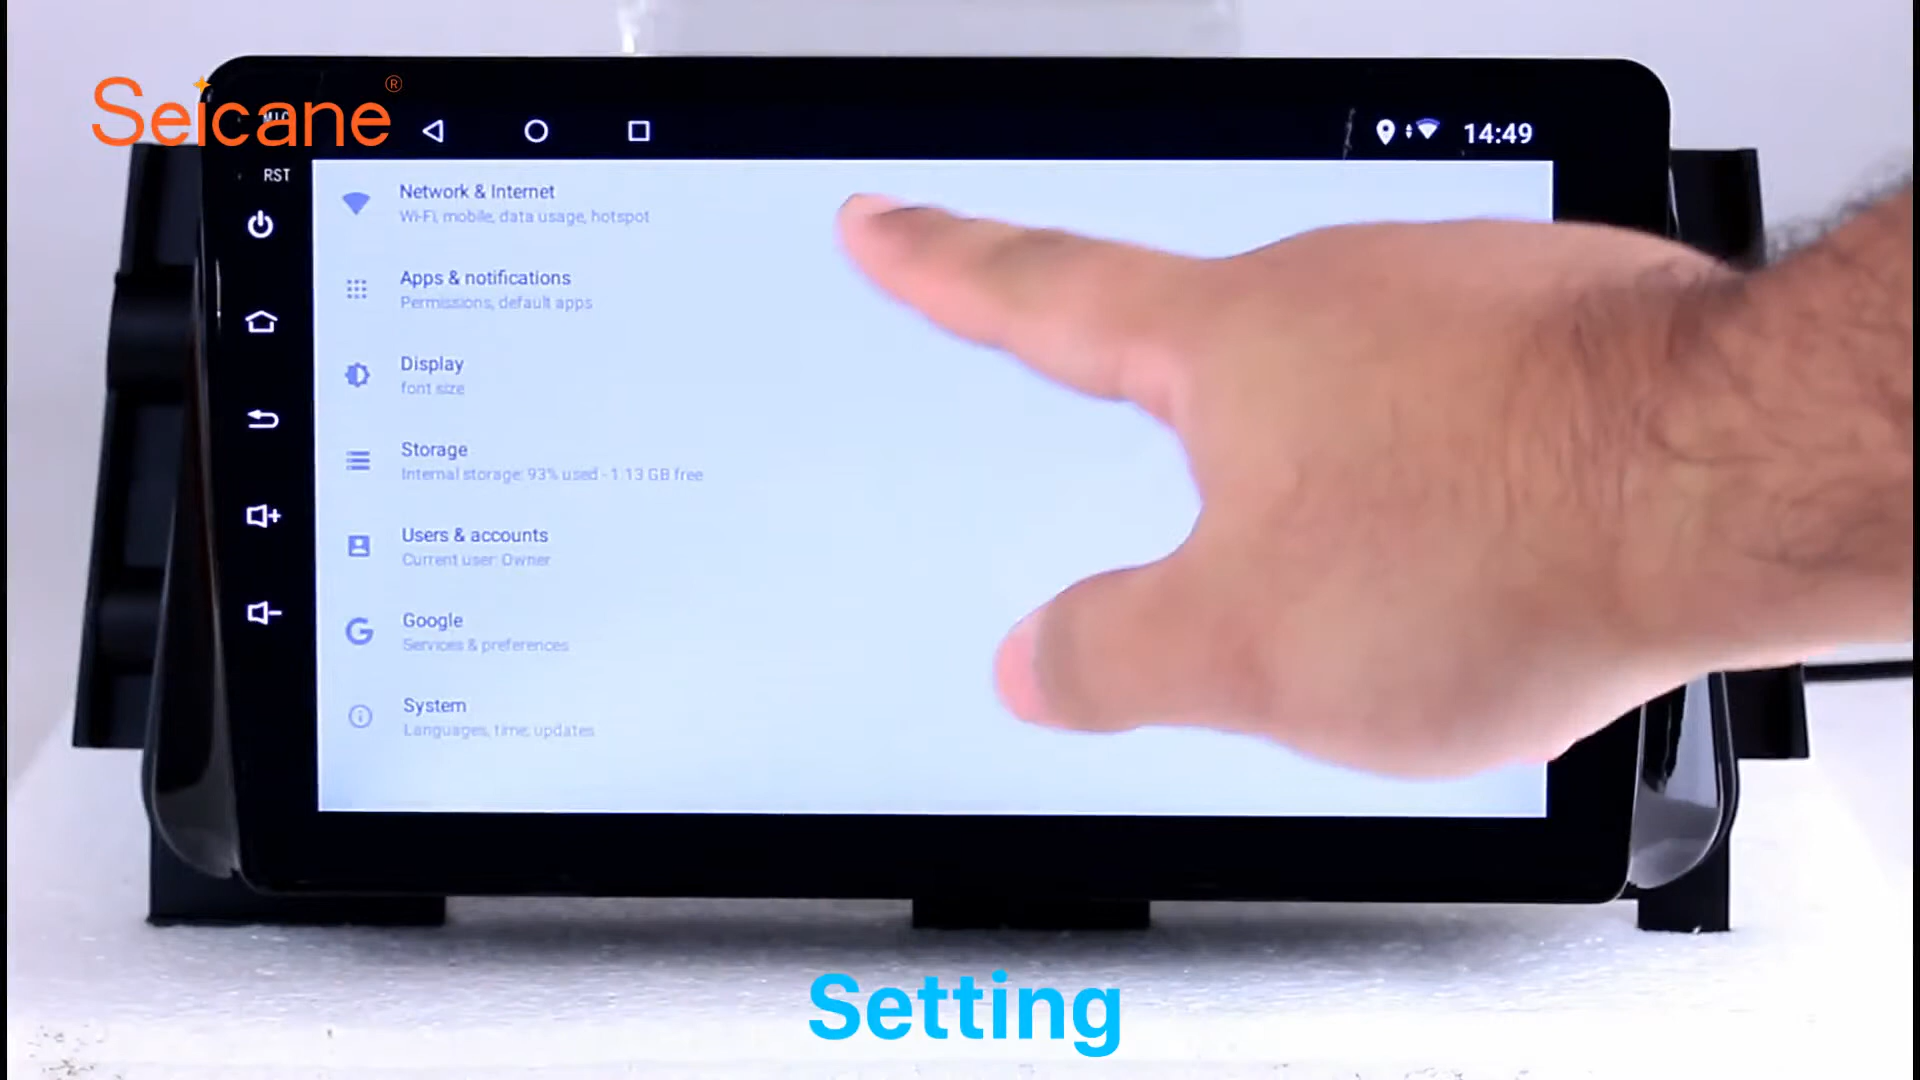 Seicane®
MIC
14:49
RST
Network & Internet
Wi-Fi, mobile, data usage, hotspot
Apps & notifications
Permissions, default apps
Display
font size
Storage
Internal storage: 93% used - 1.13 GB free
Users & accounts
Current user: Owner
Google
Services & preferences
System
Languages, time, updates
Setting